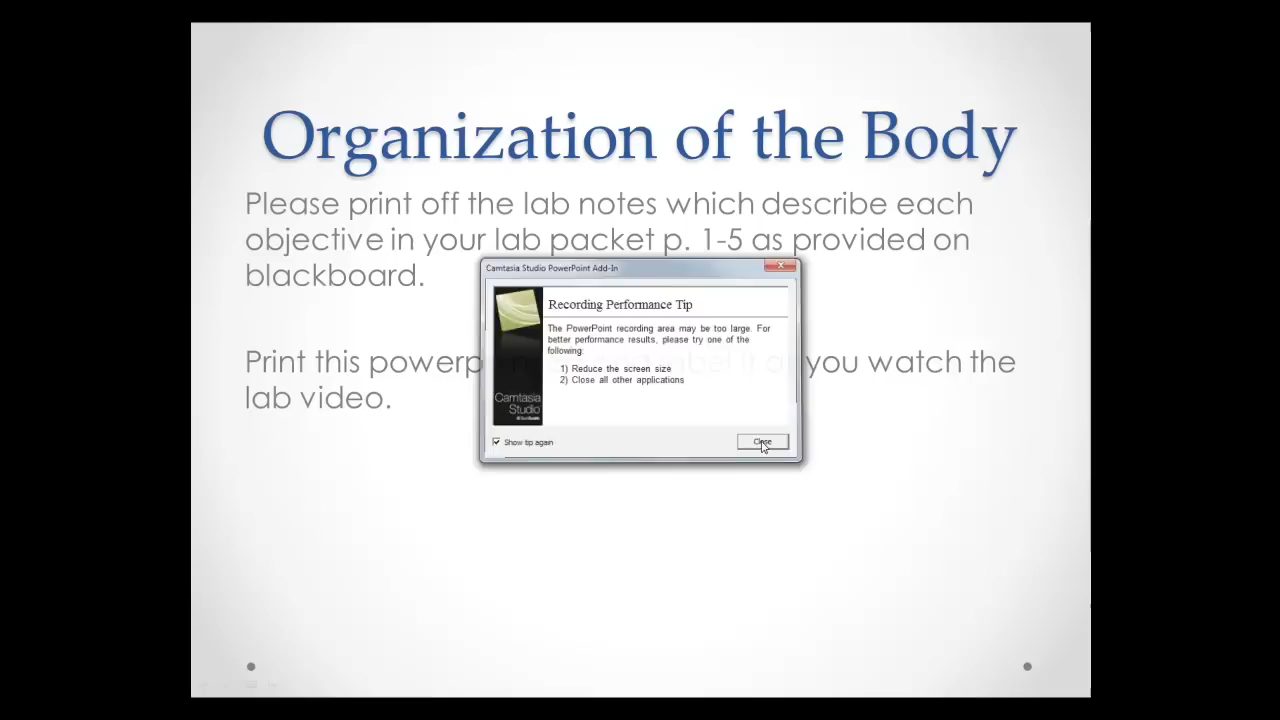 Organization of the Body
Please print off the lab notes which describe each
objective in your lab packet p. 1-5 as provided on
blackboard.
Camtasia Studio PowerPoint Add-In
Recording Performance Tip
The PowerPoint recording area may be too large. For
better performance results, please try one of the
following:
1) Reduce the screen size
2) Close all other applications
Camtasia
Studio
Show tip again
Close
Print this you watch the
lab video.